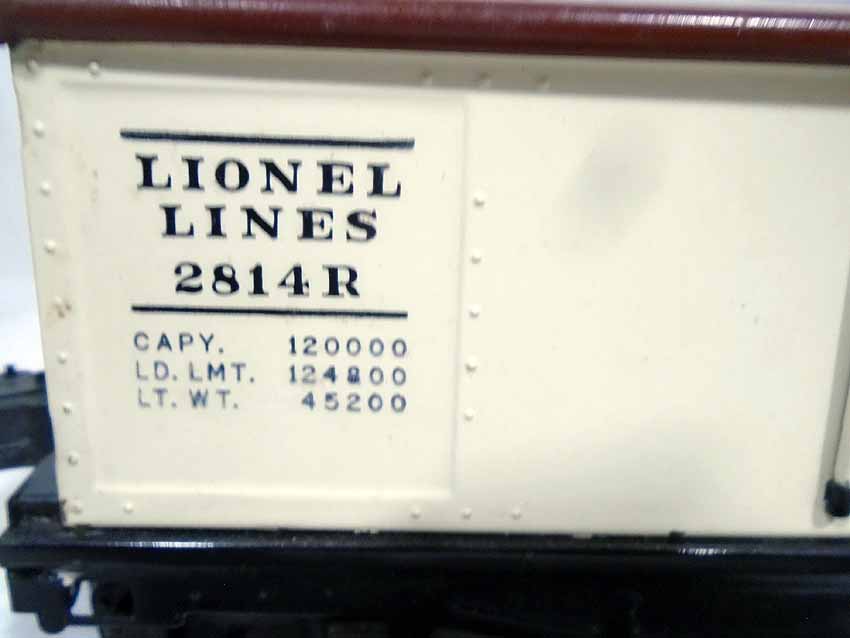 LIONEL
LINES
2814R
CAPY. 120000
LD. LMT. 124800
LT. WT. 45200